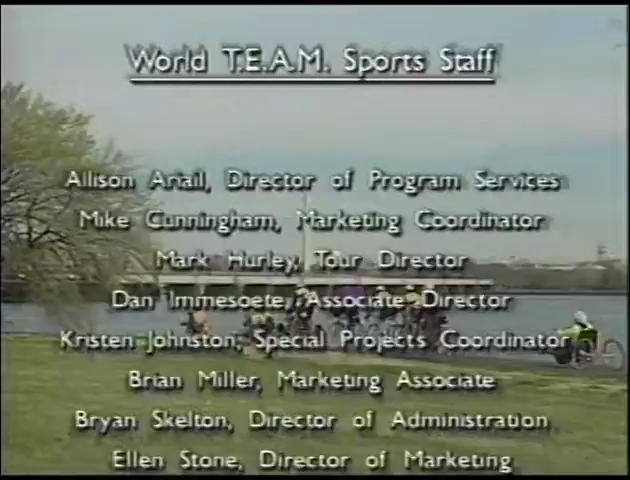 World T.E.A.M. Sports Staff
Allison Ariail, Director of Program Services
Mike Cunningham, Marketing Coordinator
Mark Hurley, Tour Director
Dan Immesoete, Associate Director
Kristen Johnston, Special Projects Coordinator
Brian Miller, Marketing Associate
Bryan Skelton, Director of Administration
Ellen Stone, Director of Marketing